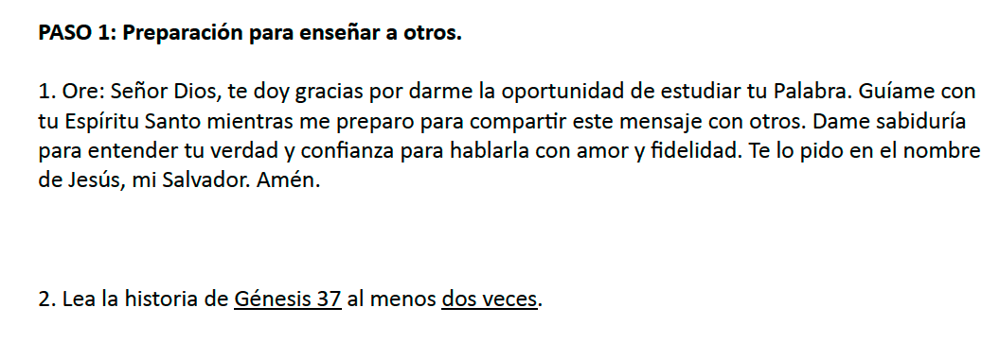 PASO 1: Preparación para enseñar a otros.
1. Ore: Señor Dios, te doy gracias por darme la oportunidad de estudiar tu Palabra. Guíame con
tu Espíritu Santo mientras me preparo para compartir este mensaje con otros. Dame sabiduría
para entender tu verdad y confianza para hablarla con amor y fidelidad. Te lo pido en el nombre
de Jesús, mi Salvador. Amén.
2. Lea la historia de Génesis 37 al menos dos veces.